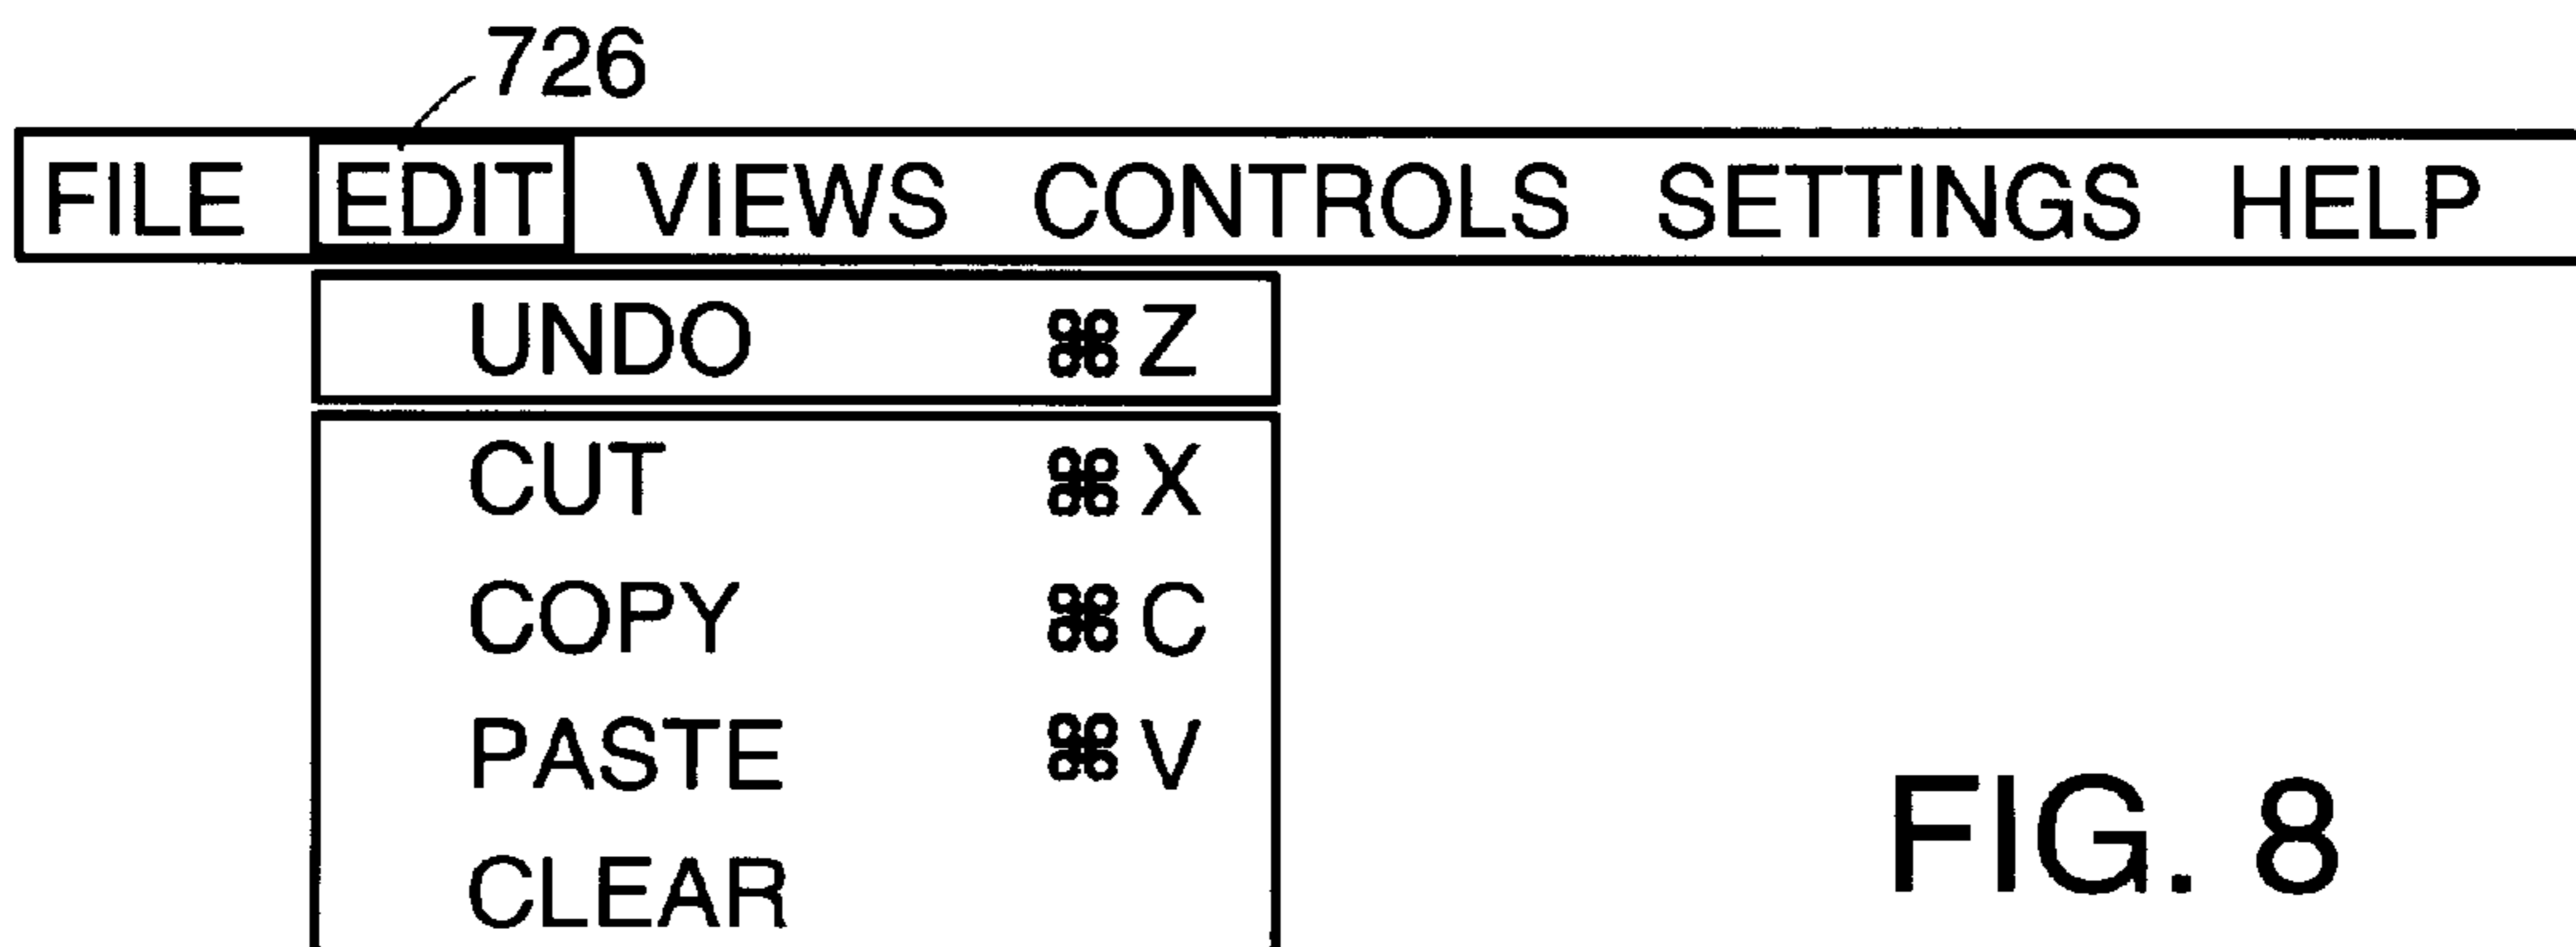 726
FILE EDIT VIEWS CONTROLS SETTINGS HELP
UNDO ⌘ Z
CUT ⌘ X
COPY ⌘ C
PASTE ⌘ V
CLEAR
FIG. 8